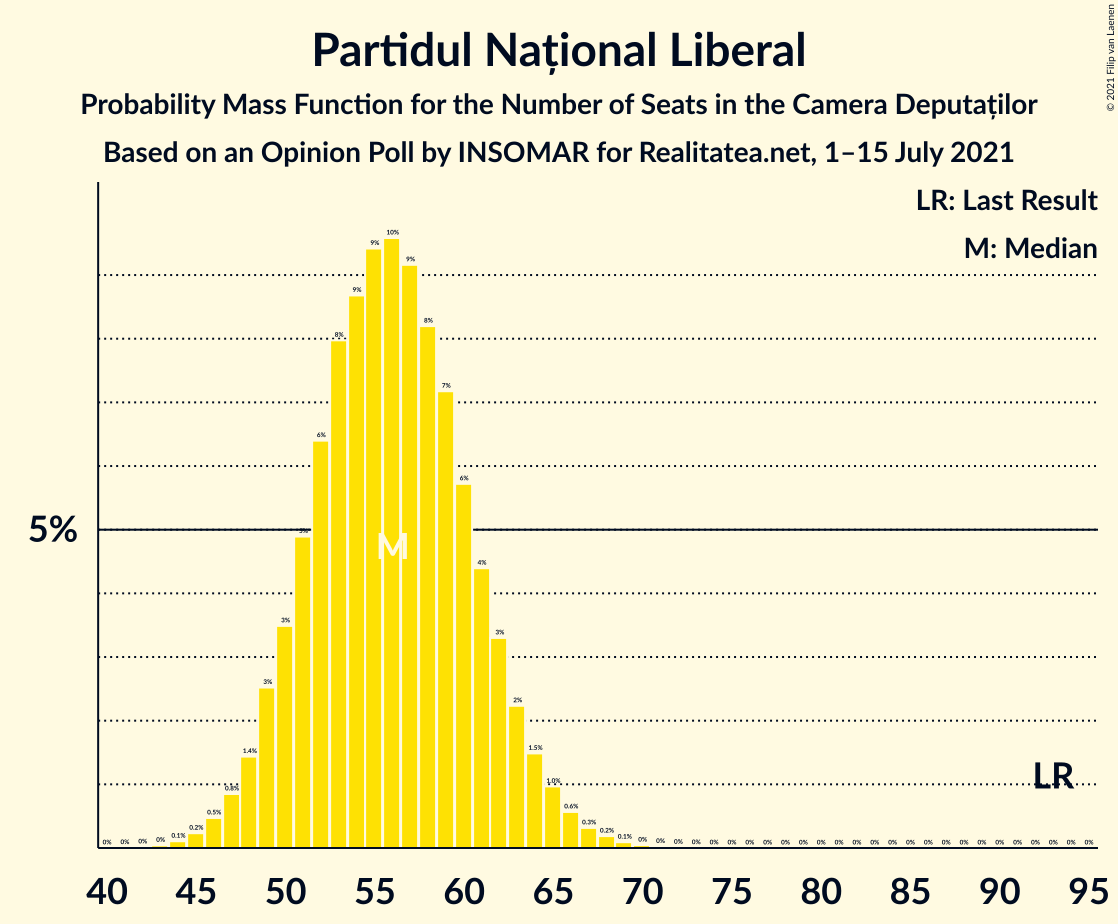 Partidul Național Liberal
Probability Mass Function for the Number of Seats in the Camera Deputaților
Based on an Opinion Poll by INSOMAR for Realitatea.net, 1–15 July 2021
© 2021 Filip van Laenen
LR: Last Result
M: Median
5%
0% 0% 0% 0% 0.1% 0.2% 0.5% 0.8% 1.4% 3% 3% 5% 6% 8% 9% 9% 10% 9% 8% 7% 6% 4% 3% 2% 1.5% 1.0% 0.6% 0.3% 0.2% 0.1% 0% 0% 0% 0% 0% 0% 0% 0% 0% 0% 0% 0% 0% 0% 0% 0% 0% 0% 0% 0% 0% 0% 0% 0% 0% 0%
M
LR
40 45 50 55 60 65 70 75 80 85 90 95